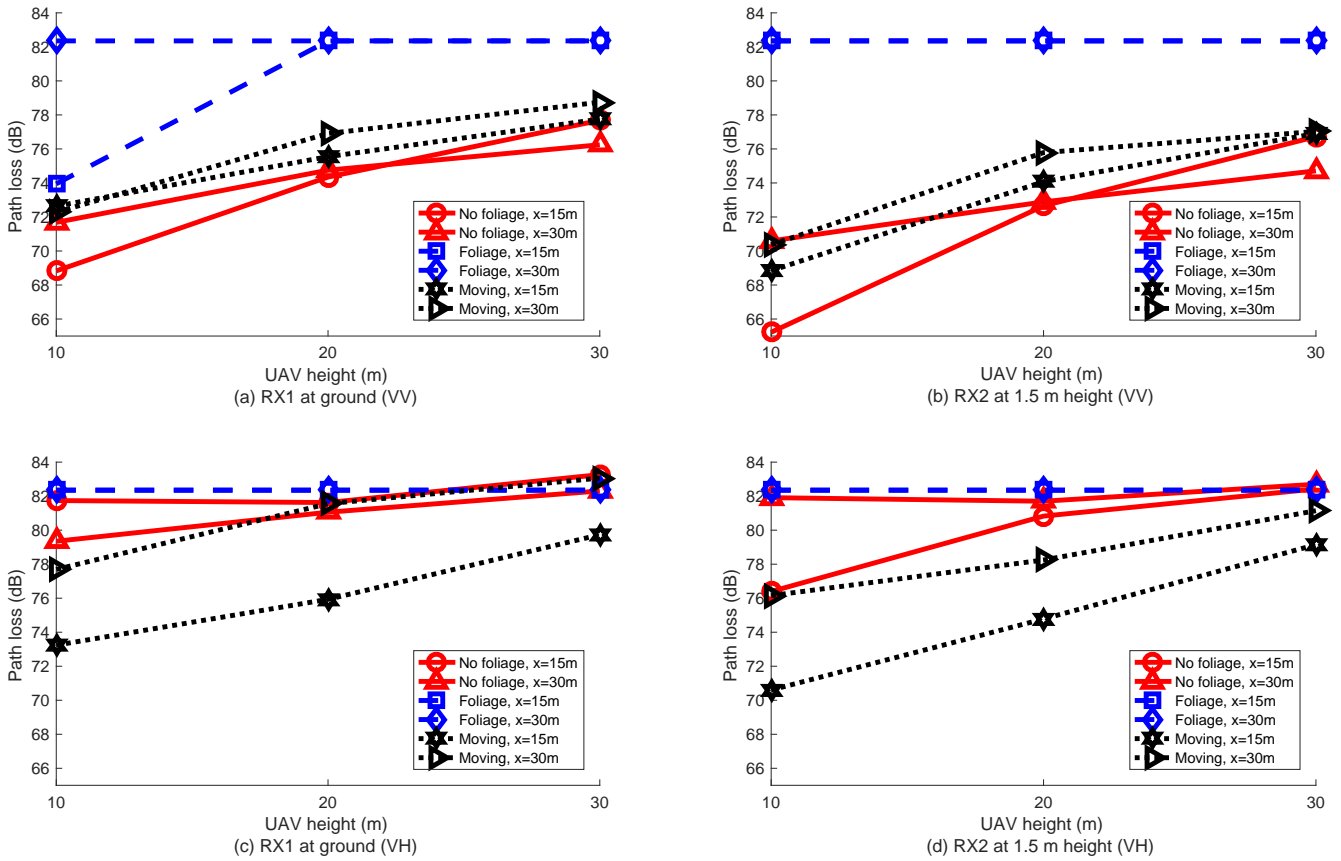 84
82
80
78
76
74
72
70
68
66
Path loss (dB)
No foliage, x=15m
No foliage, x=30m
Foliage, x=15m
Foliage, x=30m
Moving, x=15m
Moving, x=30m
10 20 30
UAV height (m)
(a) RX1 at ground (VV)
84
82
80
78
76
74
72
70
68
66
Path loss (dB)
No foliage, x=15m
No foliage, x=30m
Foliage, x=15m
Foliage, x=30m
Moving, x=15m
Moving, x=30m
10 20 30
UAV height (m)
(b) RX2 at 1.5 m height (VV)
84
82
80
78
76
74
72
70
68
66
Path loss (dB)
No foliage, x=15m
No foliage, x=30m
Foliage, x=15m
Foliage, x=30m
Moving, x=15m
Moving, x=30m
10 20 30
UAV height (m)
(c) RX1 at ground (VH)
84
82
80
78
76
74
72
70
68
66
Path loss (dB)
No foliage, x=15m
No foliage, x=30m
Foliage, x=15m
Foliage, x=30m
Moving, x=15m
Moving, x=30m
10 20 30
UAV height (m)
(d) RX2 at 1.5 m height (VH)